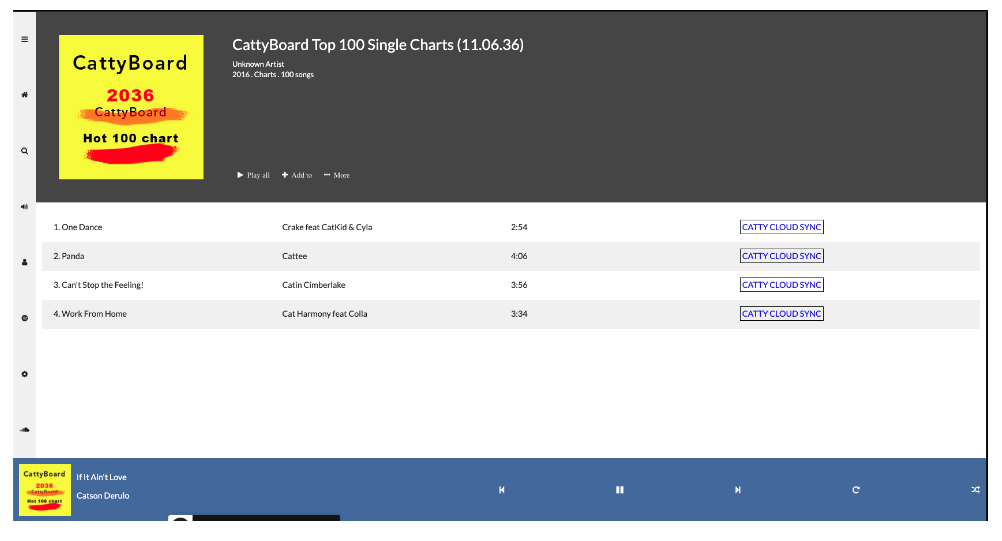 CattyBoard
2036
CattyBoard
Hot 100 chart
CattyBoard Top 100 Single Charts (11.06.36)
Unknown Artist
2016 . Charts . 100 songs
Play all Add to More
1. One Dance Crake feat CatKid & Cyla 2:54 CATTY CLOUD SYNC
2. Panda Cattee 4:06 CATTY CLOUD SYNC
3. Can't Stop the Feeling! Catin Cimberlake 3:56 CATTY CLOUD SYNC
4. Work From Home Cat Harmony feat Colla 3:34 CATTY CLOUD SYNC
CattyBoard
2036
CattyBoard
Hot 100 chart
If It Ain't Love
Catson Derulo